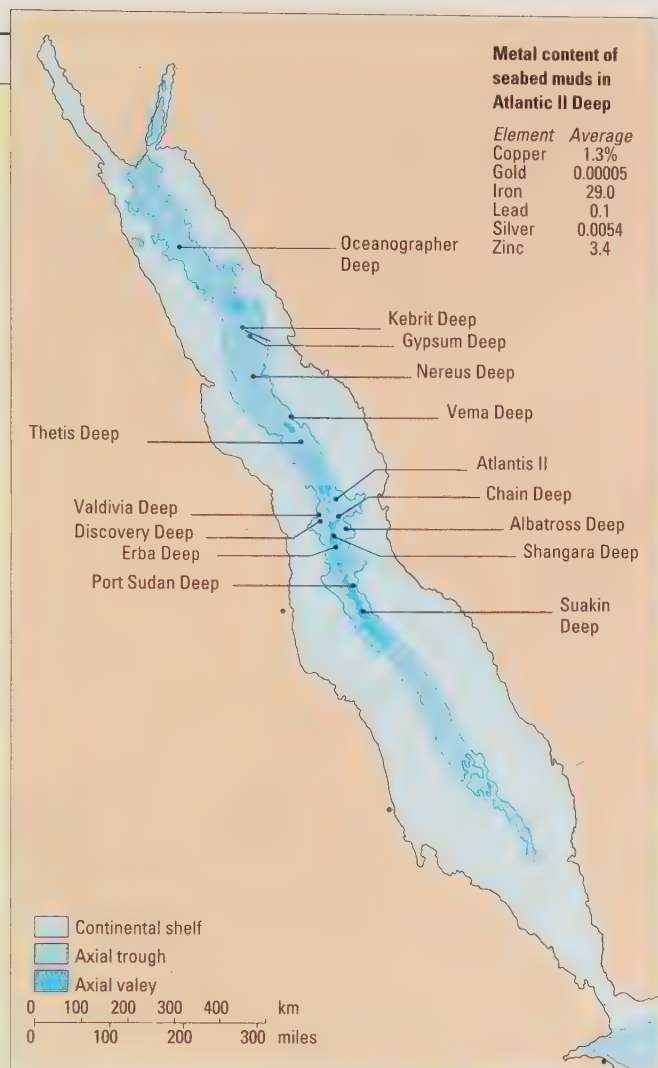 Metal content of
seabed muds in
Atlantic II Deep
Element Average
Copper 1.3%
Gold 0.00005
Iron 29.0
Lead 0.1
Silver 0.0054
Zinc 3.4
Oceanographer
Deep
Kebrit Deep
Gypsum Deep
Nereus Deep
Vema Deep
Thetis Deep
Atlantis II
Valdivia Deep
Chain Deep
Discovery Deep
Albatross Deep
Erba Deep
Shangara Deep
Port Sudan Deep
Suakin
Deep
Continental shelf
Axial trough
Axial valey
0 100 200 300 400 km
0 100 200 300 miles